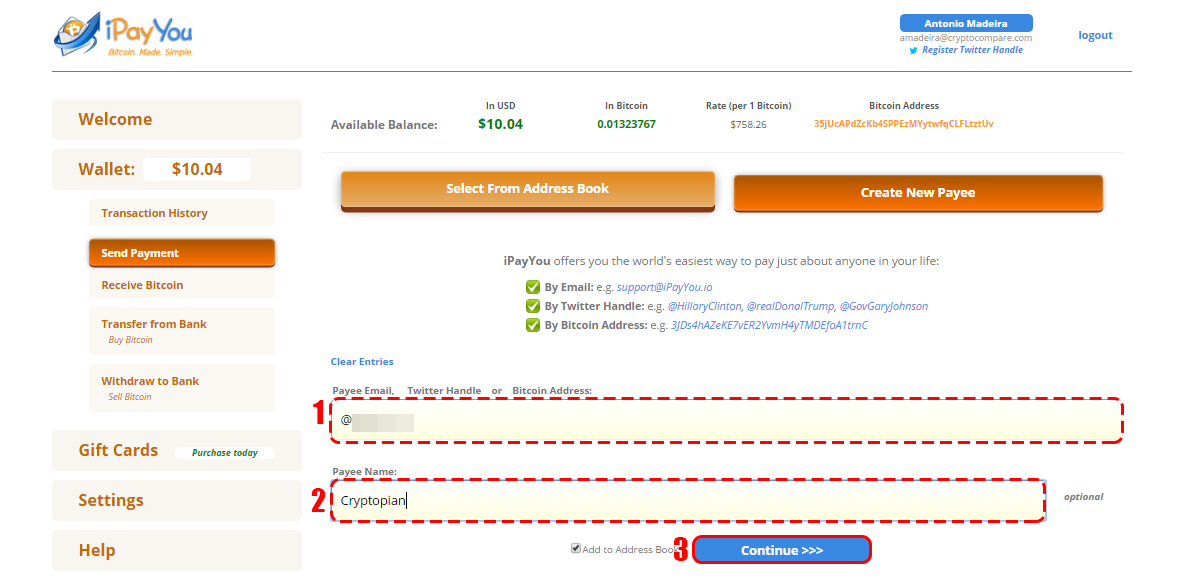 iPayYou
Bitcoin. Made. Simple.
Antonio Madeira
amadeira@cryptocompare.com
Register Twitter Handle
logout
Welcome
Wallet: $10.04
Transaction History
Send Payment
Receive Bitcoin
Transfer from Bank
Buy Bitcoin
Withdraw to Bank
Sell Bitcoin
Gift Cards Purchase today
Settings
Help
In USD In Bitcoin Rate (per 1 Bitcoin) Bitcoin Address
Available Balance: $10.04 0.01323767 $758.26 35jUcAPdZcKb4SPPEzMYytwfqCLFLtztUv
Select From Address Book
Create New Payee
iPayYou offers you the world's easiest way to pay just about anyone in your life:
By Email: e.g. support@iPayYou.io
By Twitter Handle: e.g. @HillaryClinton, @realDonalTrump, @GovGaryJohnson
By Bitcoin Address: e.g. 3JDs4hAZeKE7vER2YvmH4yTMDEfoA1trnC
Clear Entries
Payee Email, Twitter Handle or Bitcoin Address:
1 @
Payee Name:
2 Cryptopian optional
Add to Address Book 3 Continue >>>